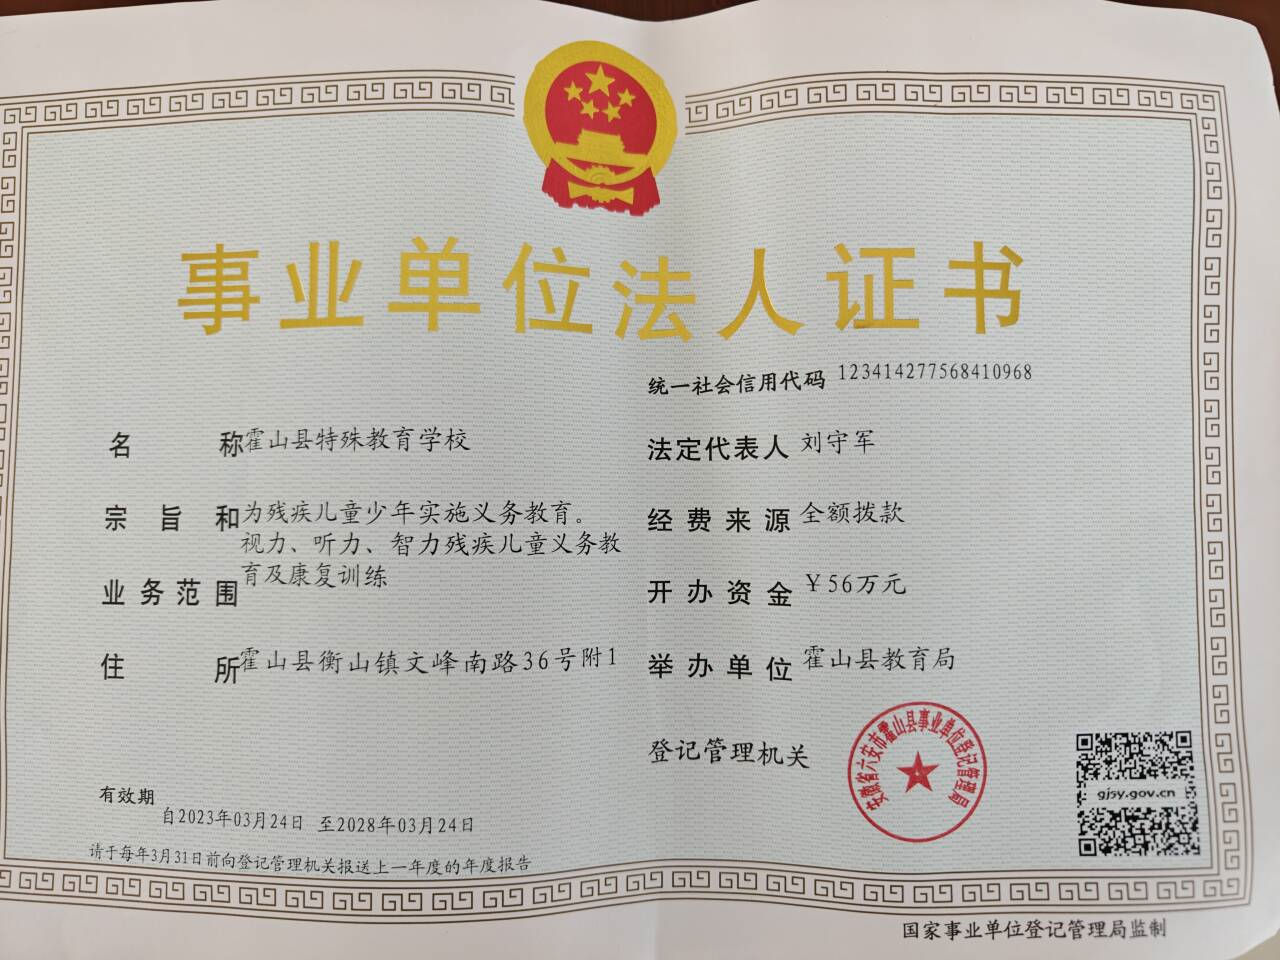 事业单位法人证书
统一社会信用代码 123414277568410968
名称 霍山县特殊教育学校
法定代表人 刘守军
宗旨和业务范围 为残疾儿童少年实施义务教育。
视力、听力、智力残疾儿童义务教
育及康复训练
经费来源 全额拨款
开办资金 ￥56万元
住所 霍山县衡山镇文峰南路36号附1
举办单位 霍山县教育局
登记管理机关
安徽省六安市霍山县事业单位登记管理局
gjsy.gov.cn
有效期
自2023年03月24日 至2028年03月24日
请于每年3月31日前向登记管理机关报送上一年度的年度报告
国家事业单位登记管理局监制